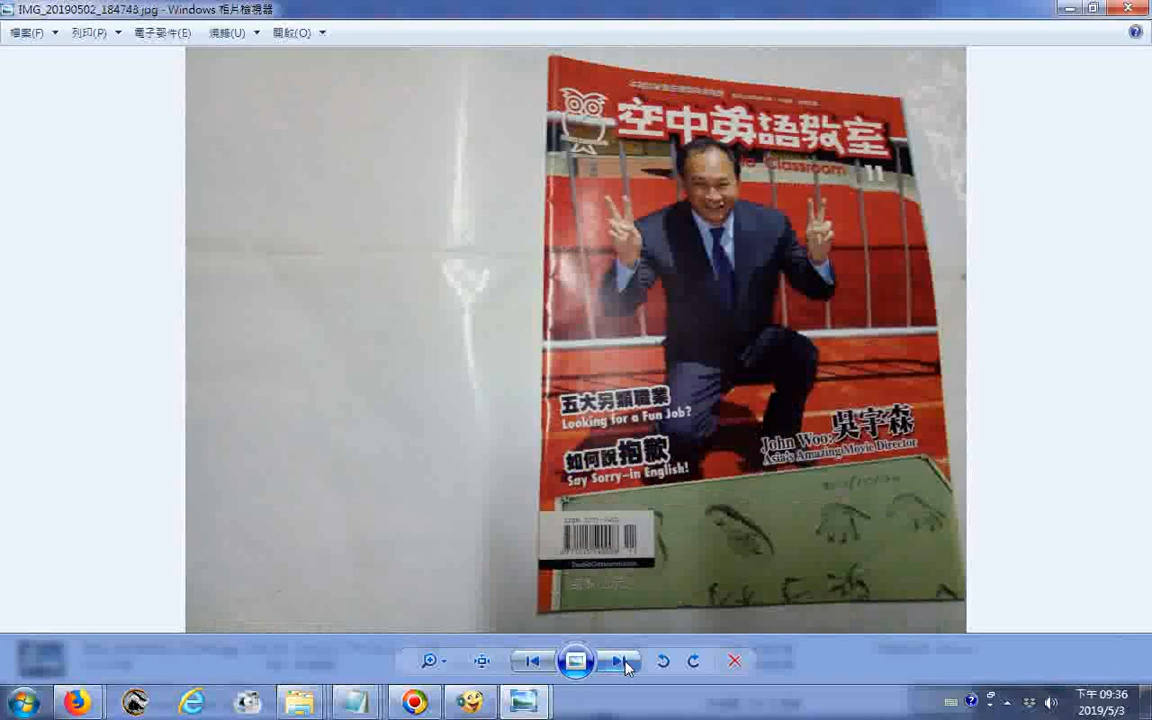 IMG_20190502_184743.jpg - Windows 相片檢視器
檔案(F) 列印(P) 電子郵件(E) 燒錄(U) 開啟(O)
空中英語教室
Classroom
11
五大另類職業
Looking for a Fun Job?
如何說抱歉
Say Sorry-in English!
John Woo: 吳宇森
Asia's Amazing Movie Director
下午 09:36
2019/5/3